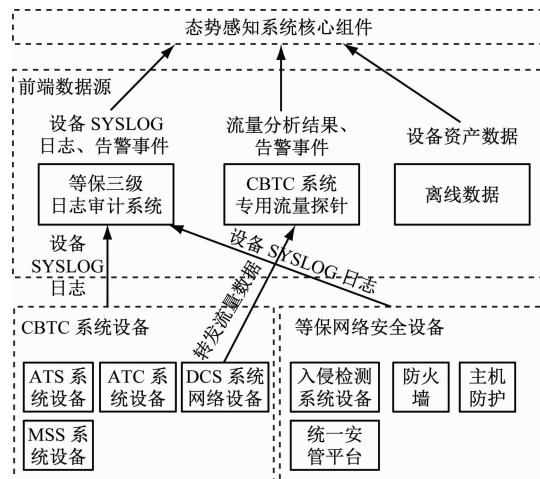 态势感知系统核心组件
前端数据源
设备 SYSLOG
日志、告警事件
流量分析结果、
告警事件
设备资产数据
等保三级
日志审计系统
CBTC 系统
专用流量探针
离线数据
设备
SYSLOG
日志
转发流量数据
设备 SYSLOG 日志
CBTC 系统设备
ATS 系
统设备
ATC 系
统设备
DCS 系统
网络设备
MSS 系
统设备
等保网络安全设备
入侵检测
系统设备
防火
墙
主机
防护
统一安
管平台